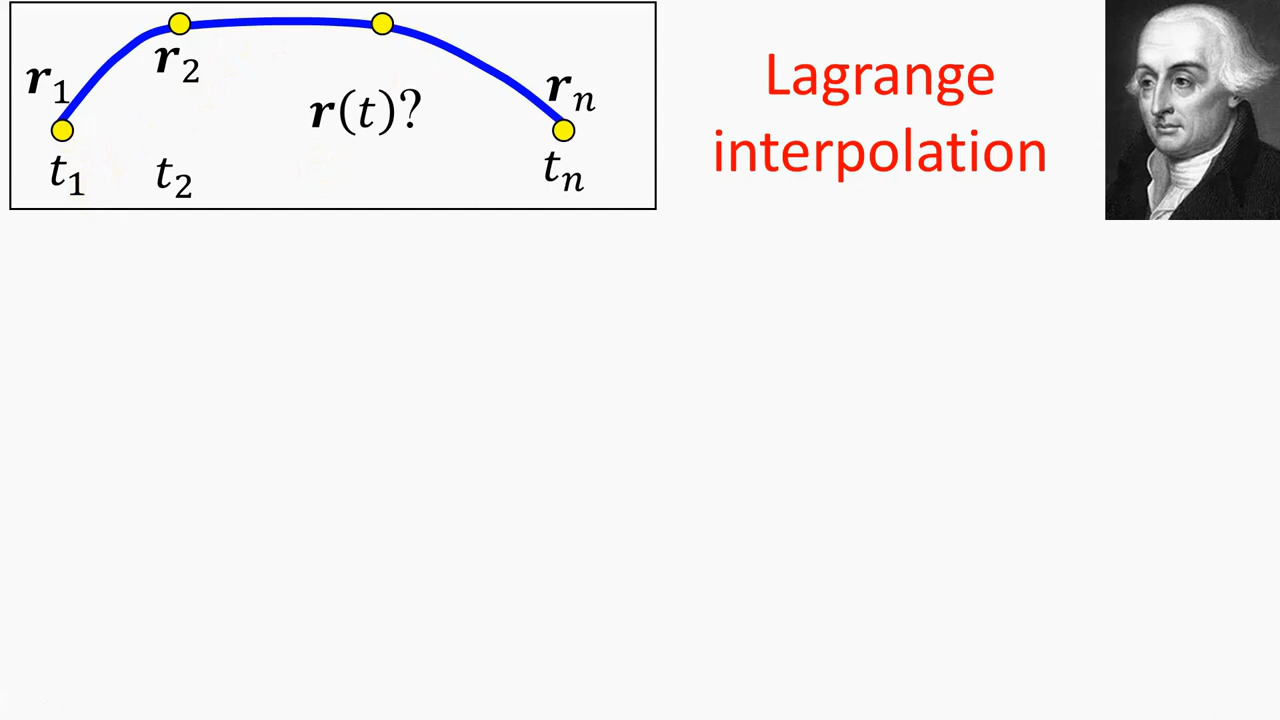 r₁
r₂
r(t)?
rₙ
t₁
t₂
tₙ
Lagrange
interpolation